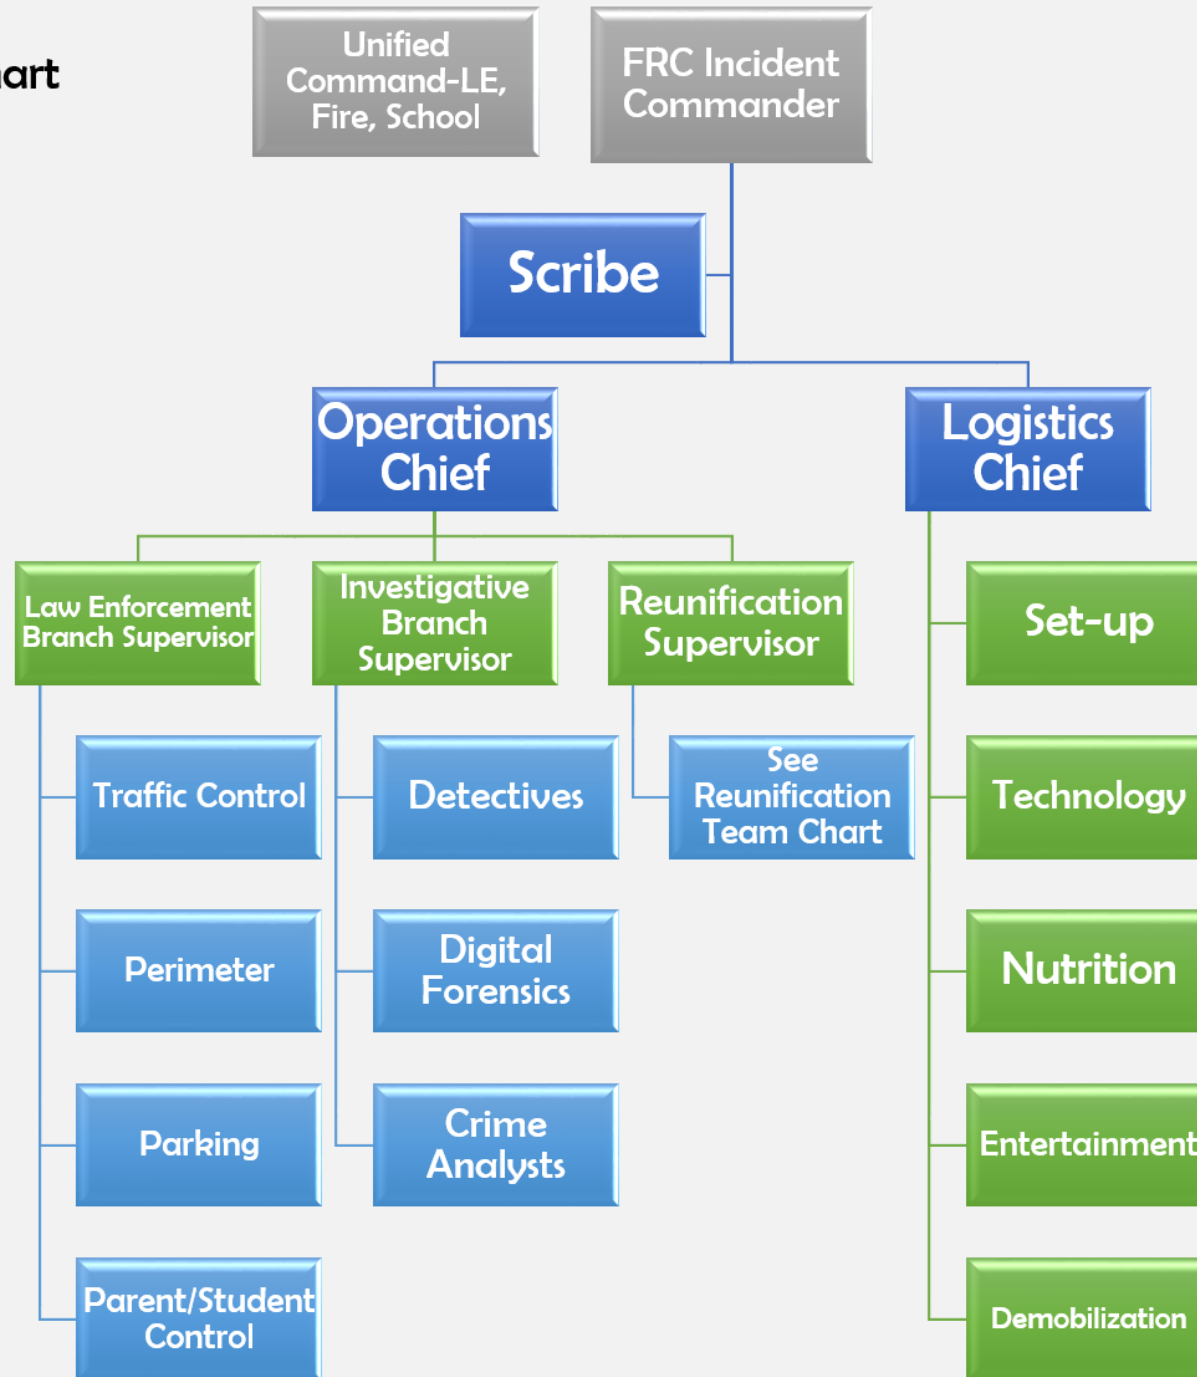 Unified
Command-LE,
Fire, School
FRC Incident
Commander
Scribe
Operations
Chief
Logistics
Chief
Law Enforcement
Branch Supervisor
Investigative
Branch
Supervisor
Reunification
Supervisor
Set-up
Traffic Control
Detectives
See
Reunification
Team Chart
Technology
Perimeter
Digital
Forensics
Nutrition
Parking
Crime
Analysts
Entertainment
Parent/Student
Control
Demobilization